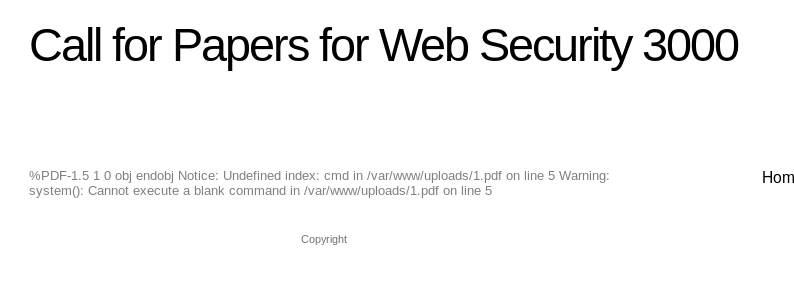 Call for Papers for Web Security 3000
%PDF-1.5 1 0 obj endobj Notice: Undefined index: cmd in /var/www/uploads/1.pdf on line 5 Warning:
system(): Cannot execute a blank command in /var/www/uploads/1.pdf on line 5
Hom
Copyright